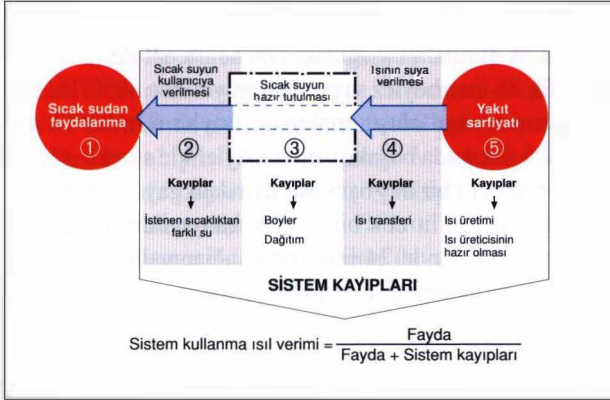 Sıcak suyun
kullanıcıya
verilmesi
Sıcak suyun
hazır tutulması
Isının suya
verilmesi
Sıcak sudan
faydalanma
①
②
③
④
Yakıt
sarfiyatı
⑤
Kayıplar
İstenen sıcaklıktan
farklı su
Kayıplar
Boyler
Dağıtım
Kayıplar
Isı transferi
Kayıplar
Isı üretimi
Isı üreticisinin
hazır olması
SİSTEM KAYIPLARI
Sistem kullanma ısıl verimi = Fayda
Fayda + Sistem kayıpları